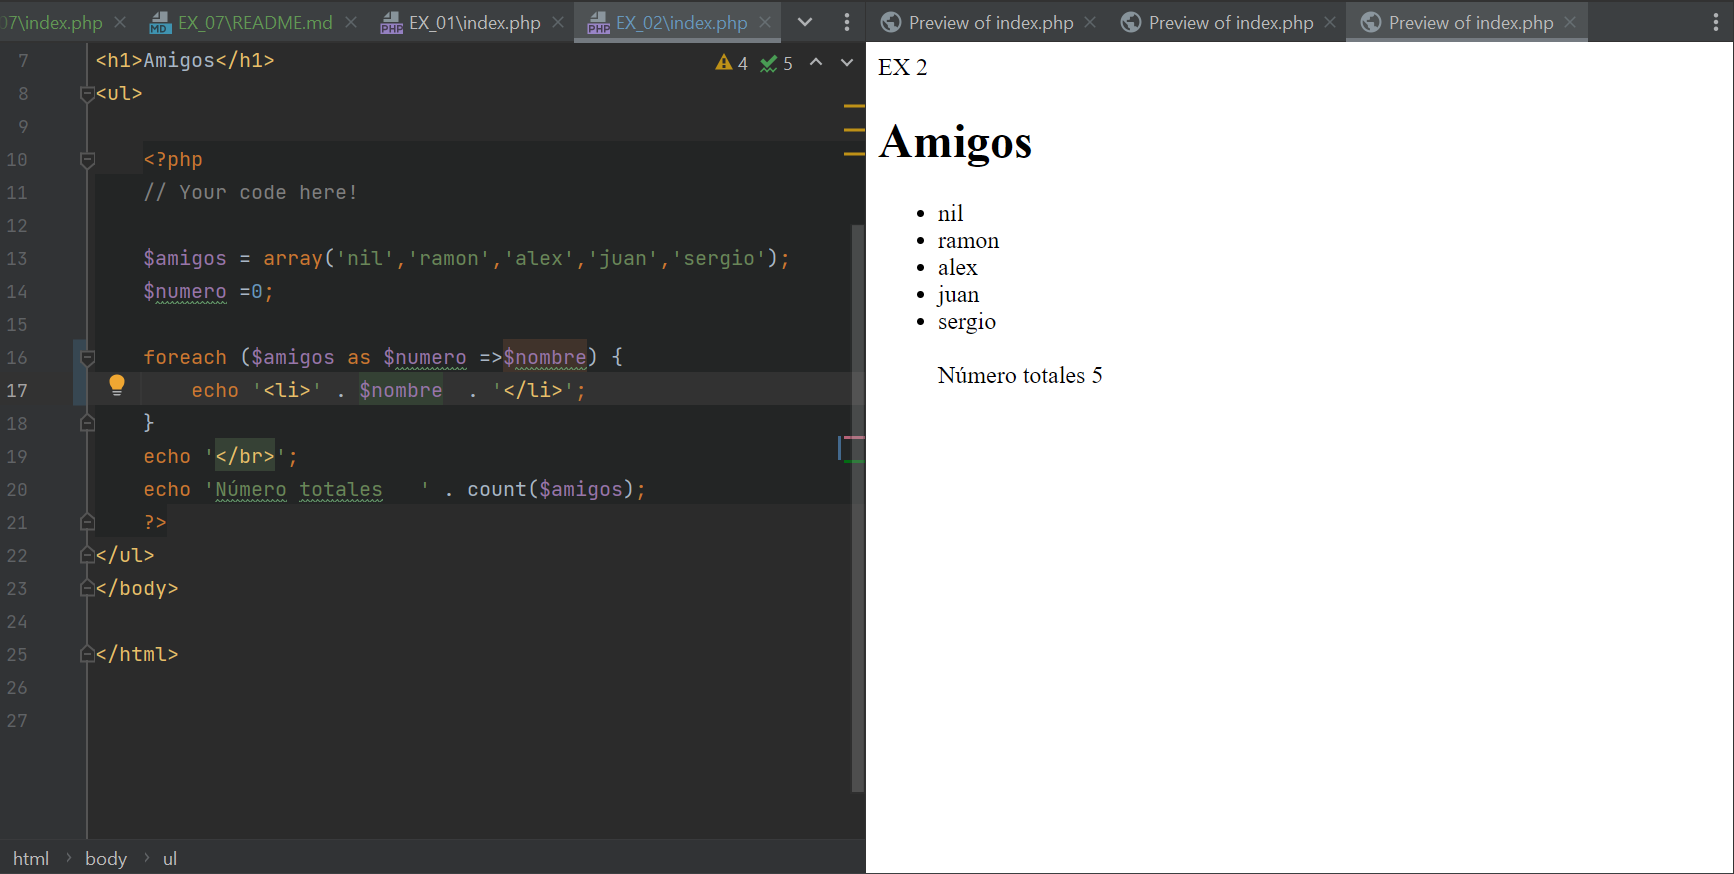 07\index.php EX_07\README.md EX_01\index.php EX_02\index.php
MD PHP PHP
4 5
7 <h1>Amigos</h1>
8 <ul>
9
10 <?php
11 // Your code here!
12
13 $amigos = array('nil','ramon','alex','juan','sergio');
14 $numero =0;
15
16 foreach ($amigos as $numero =>$nombre) {
17 echo '<li>' . $nombre  . '</li>';
18 }
19 echo '</br>';
20 echo 'Número totales   ' . count($amigos);
21 ?>
22 </ul>
23 </body>
24
25 </html>
26
27
html › body › ul
Preview of index.php Preview of index.php Preview of index.php
EX 2
Amigos
• nil
• ramon
• alex
• juan
• sergio
Número totales 5